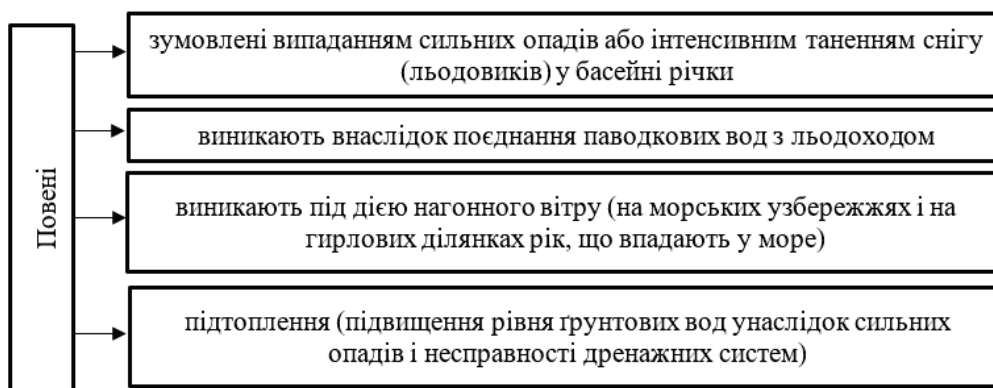 Повені
зумовлені випаданням сильних опадів або інтенсивним таненням снігу
(льодовиків) у басейні річки
виникають внаслідок поєднання паводкових вод з льодоходом
виникають під дією нагонного вітру (на морських узбережжях і на
гирлових ділянках рік, що впадають у море)
підтоплення (підвищення рівня ґрунтових вод унаслідок сильних
опадів і несправності дренажних систем)